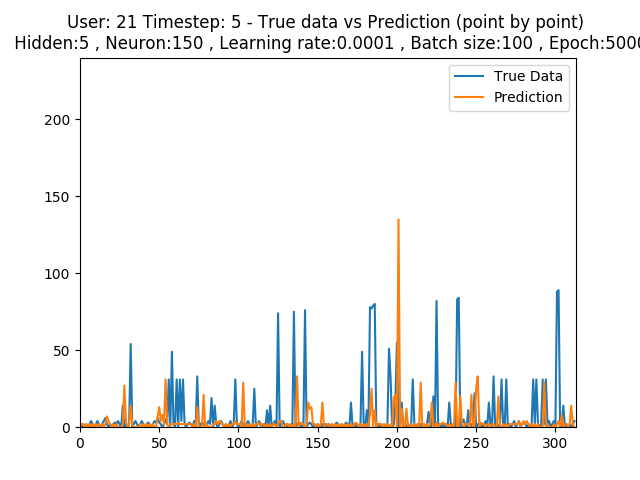 User: 21 Timestep: 5 - True data vs Prediction (point by point)
Hidden:5 , Neuron:150 , Learning rate:0.0001 , Batch size:100 , Epoch:5000
True Data
Prediction
200
150
100
50
0
0 50 100 150 200 250 300